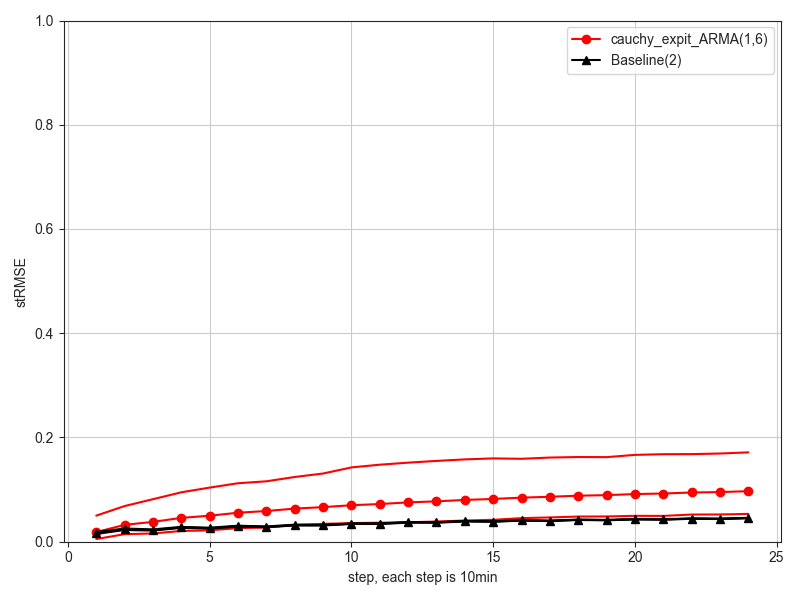 1.0
0.8
0.6
0.4
0.2
0.0
stRMSE
cauchy_expit_ARMA(1,6)
Baseline(2)
0 5 10 15 20 25
step, each step is 10min